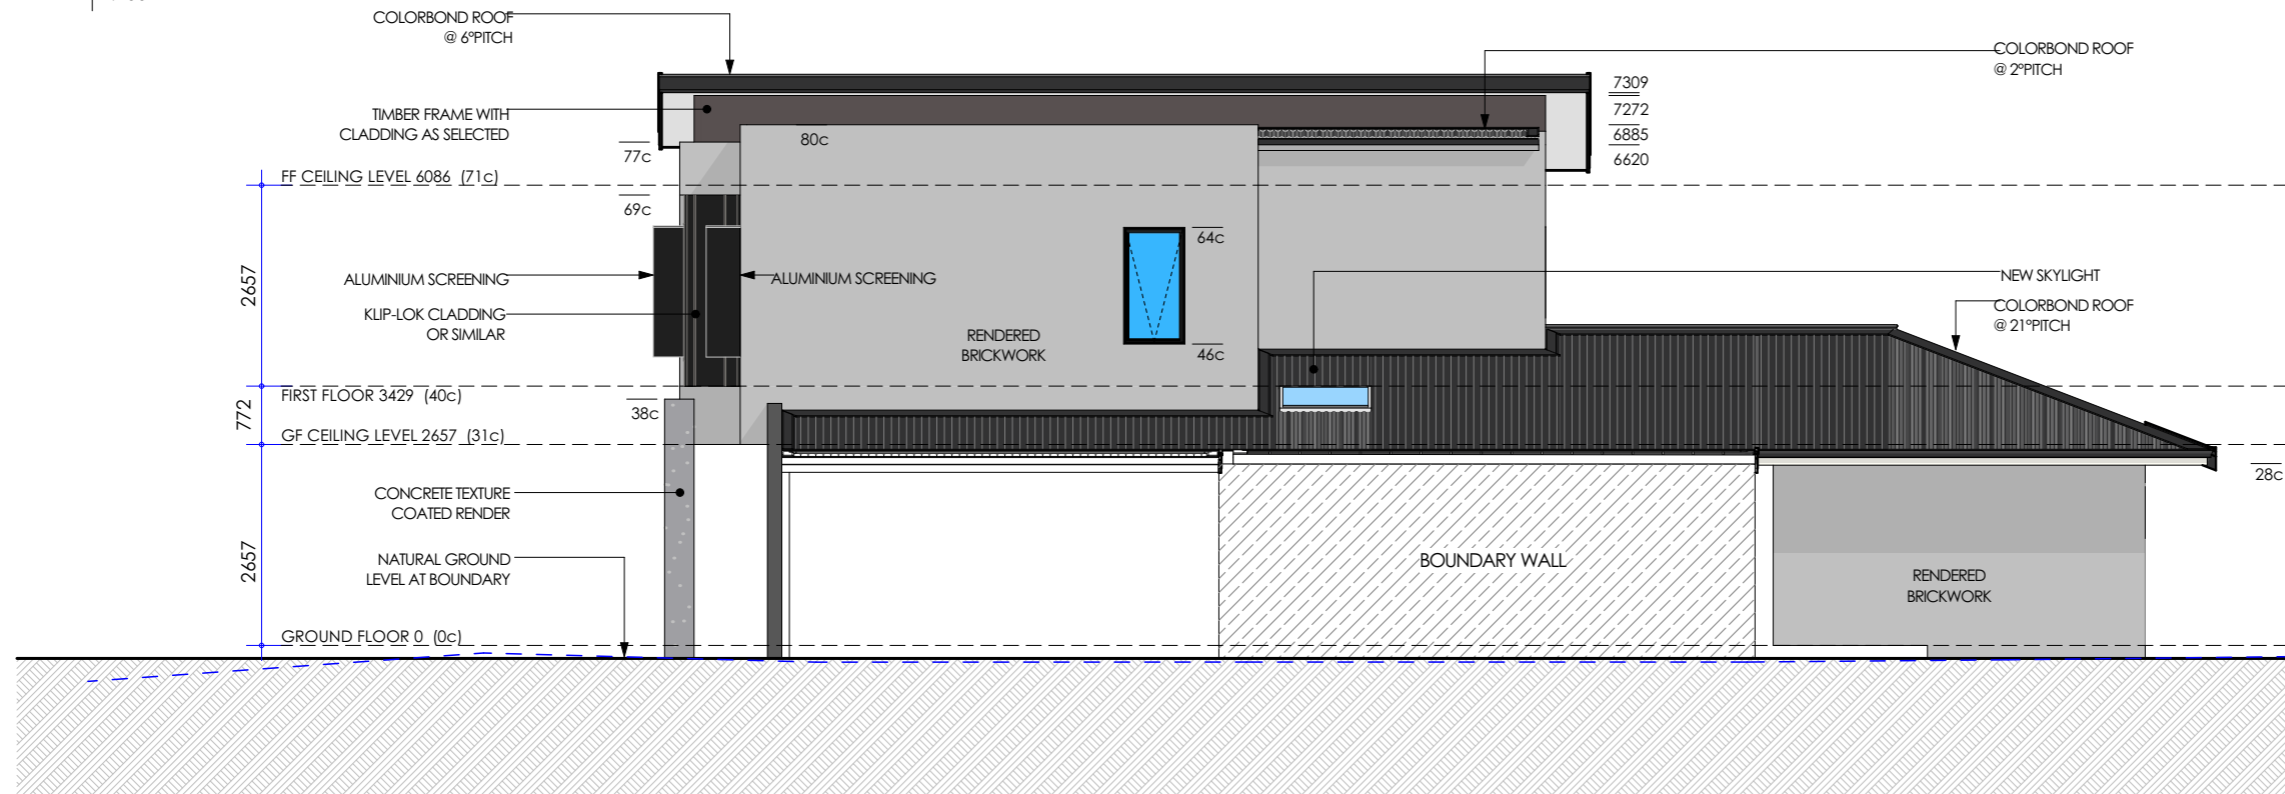 COLORBOND ROOF
@ 6°PITCH
COLORBOND ROOF
@ 2°PITCH
7309
7272
6885
6620
TIMBER FRAME WITH
CLADDING AS SELECTED
80c
77c
FF CEILING LEVEL 6086 (71c)
69c
64c
ALUMINIUM SCREENING
ALUMINIUM SCREENING
NEW SKYLIGHT
2657
KLIP-LOK CLADDING
OR SIMILAR
COLORBOND ROOF
@ 21°PITCH
RENDERED
BRICKWORK
46c
FIRST FLOOR 3429 (40c)
38c
772
GF CEILING LEVEL 2657 (31c)
28c
CONCRETE TEXTURE
COATED RENDER
2657
NATURAL GROUND
LEVEL AT BOUNDARY
BOUNDARY WALL
RENDERED
BRICKWORK
GROUND FLOOR 0 (0c)